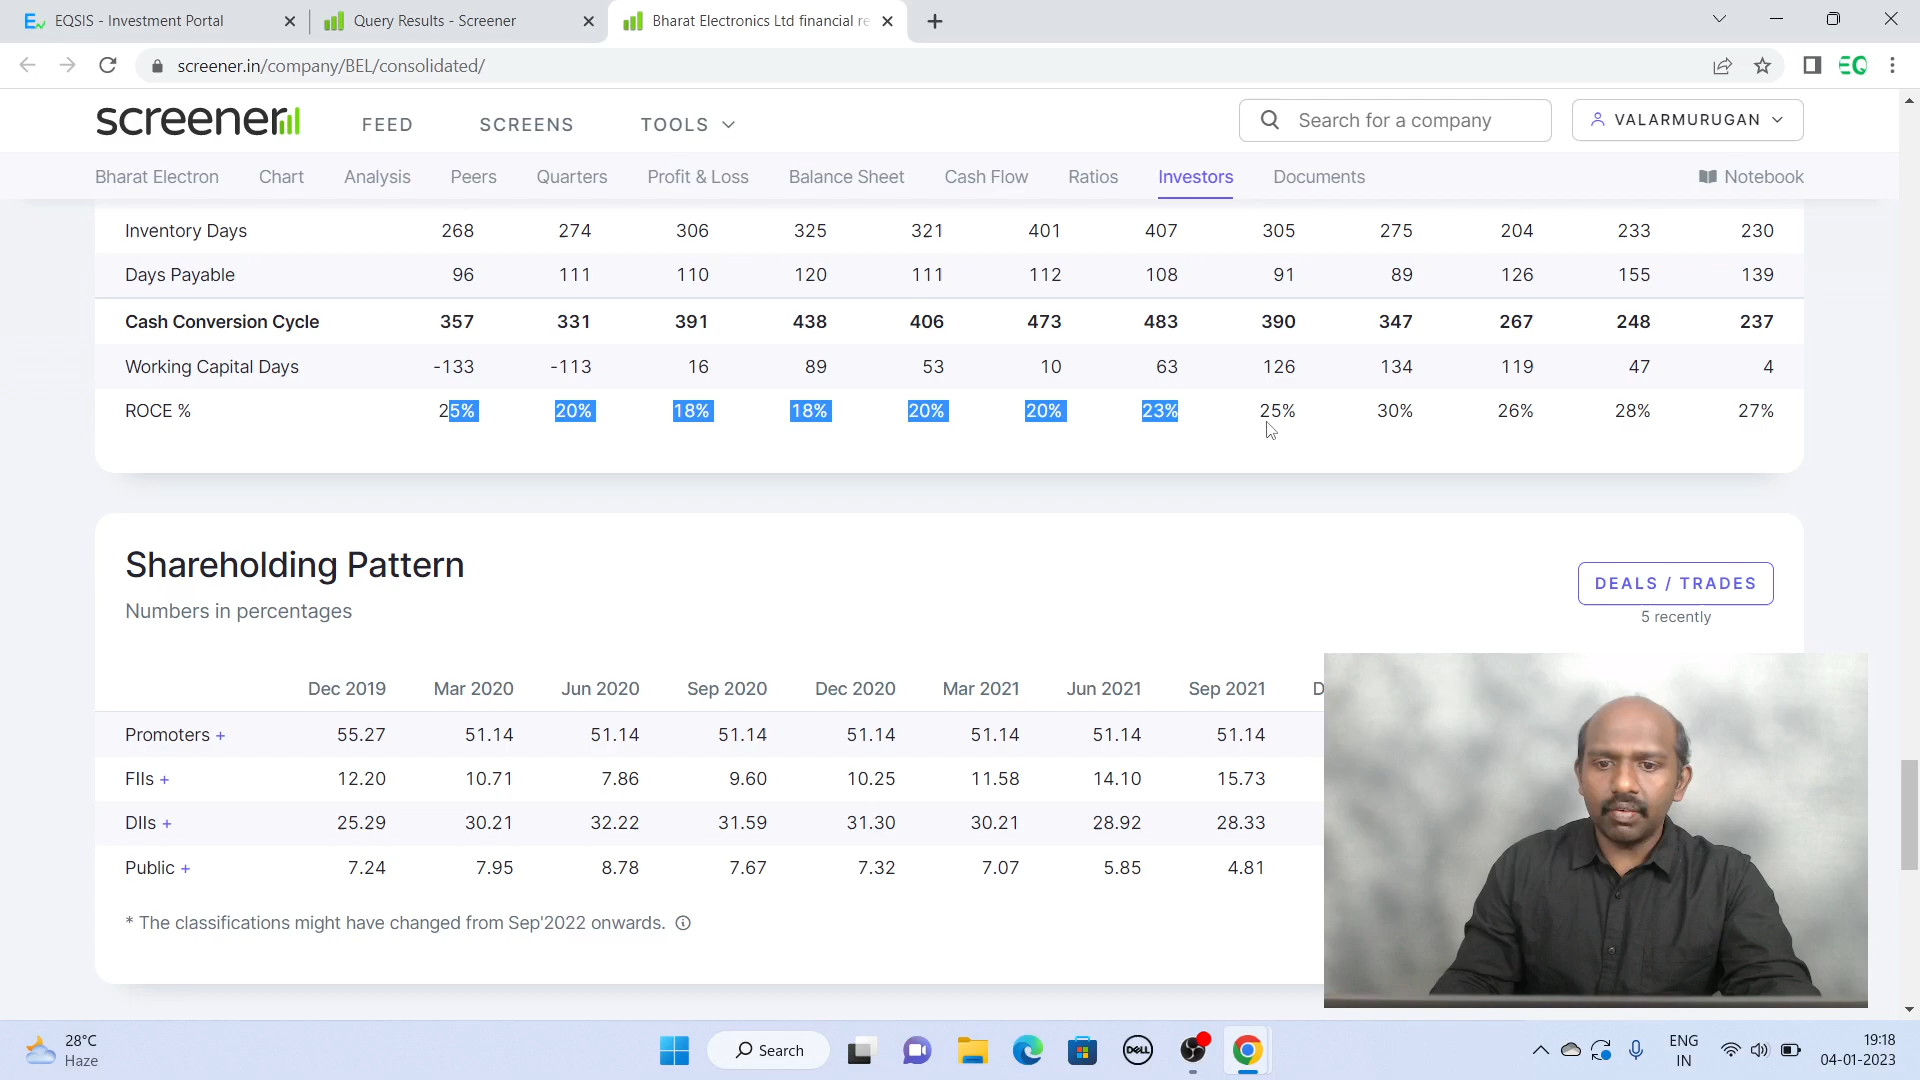 EQSIS - Investment Portal
Query Results - Screener
Bharat Electronics Ltd financial re
screener.in/company/BEL/consolidated/
EQ
screener
FEED
SCREENS
TOOLS
Search for a company
VALARMURUGAN
Bharat Electron Chart Analysis Peers Quarters Profit & Loss Balance Sheet Cash Flow Ratios Investors Documents Notebook
Inventory Days 268 274 306 325 321 401 407 305 275 204 233 230
Days Payable 96 111 110 120 111 112 108 91 89 126 155 139
Cash Conversion Cycle 357 331 391 438 406 473 483 390 347 267 248 237
Working Capital Days -133 -113 16 89 53 10 63 126 134 119 47 4
ROCE % 25% 20% 18% 18% 20% 20% 23% 25% 30% 26% 28% 27%
Shareholding Pattern
Numbers in percentages
DEALS / TRADES
5 recently
Dec 2019 Mar 2020 Jun 2020 Sep 2020 Dec 2020 Mar 2021 Jun 2021 Sep 2021 D
Promoters + 55.27 51.14 51.14 51.14 51.14 51.14 51.14 51.14
FIIs + 12.20 10.71 7.86 9.60 10.25 11.58 14.10 15.73
DIIs + 25.29 30.21 32.22 31.59 31.30 30.21 28.92 28.33
Public + 7.24 7.95 8.78 7.67 7.32 7.07 5.85 4.81
* The classifications might have changed from Sep'2022 onwards.
28°C
Haze
Search
DELL
ENG
IN
19:18
04-01-2023